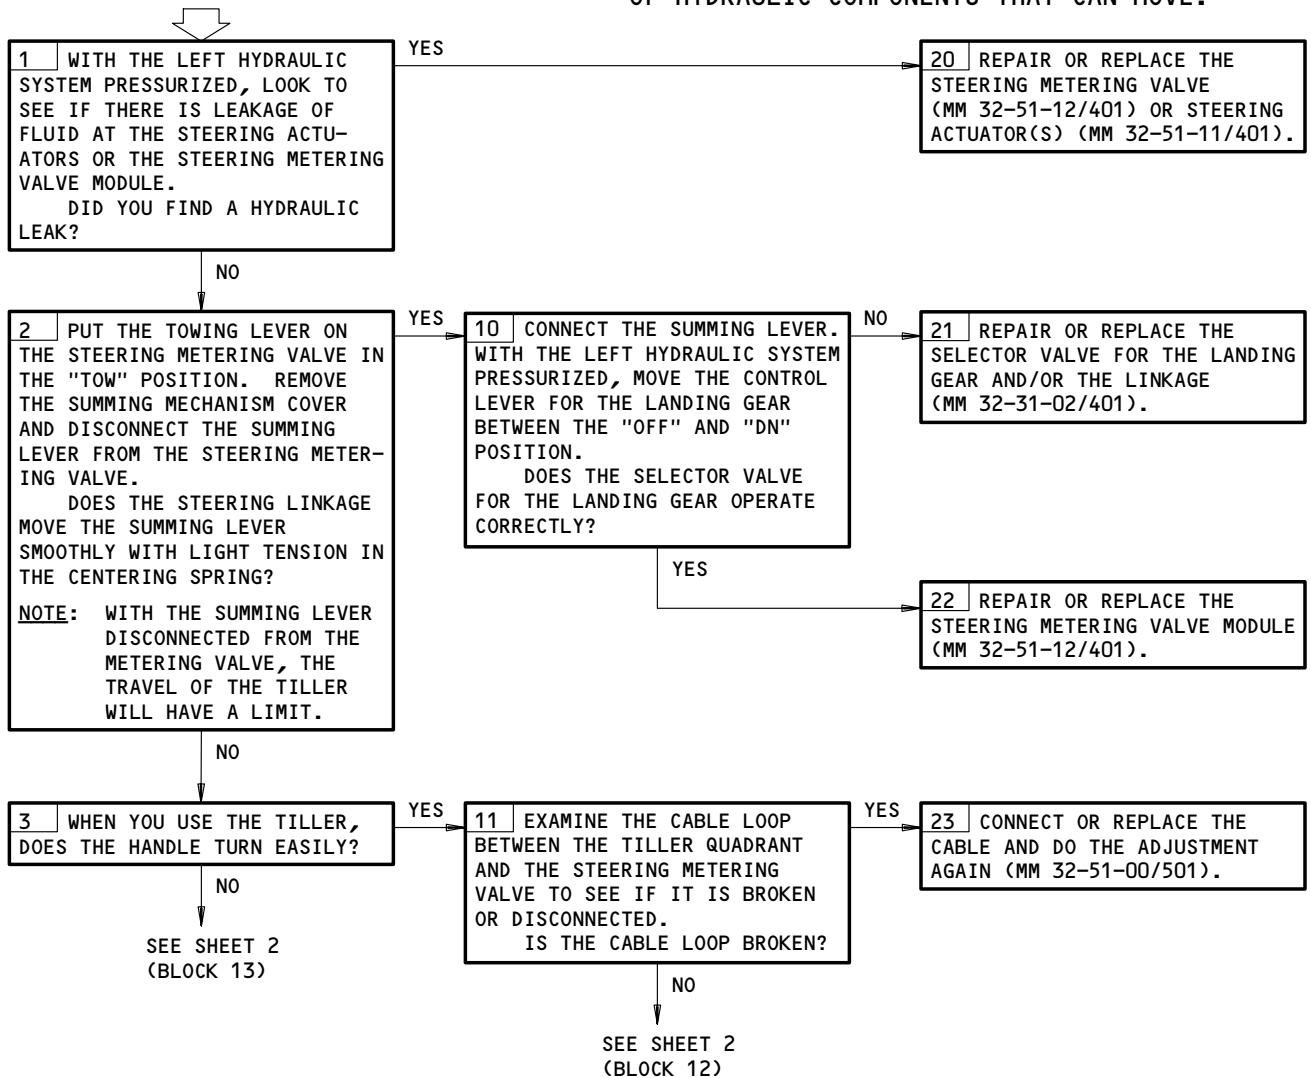 OF HYDRAULIC COMPONENTS THAT CAN MOVE.
1 WITH THE LEFT HYDRAULIC
SYSTEM PRESSURIZED, LOOK TO
SEE IF THERE IS LEAKAGE OF
FLUID AT THE STEERING ACTU-
ATORS OR THE STEERING METERING
VALVE MODULE.
DID YOU FIND A HYDRAULIC
LEAK?
YES
20 REPAIR OR REPLACE THE
STEERING METERING VALVE
(MM 32-51-12/401) OR STEERING
ACTUATOR(S) (MM 32-51-11/401).
NO
2 PUT THE TOWING LEVER ON
THE STEERING METERING VALVE IN
THE "TOW" POSITION. REMOVE
THE SUMMING MECHANISM COVER
AND DISCONNECT THE SUMMING
LEVER FROM THE STEERING METER-
ING VALVE.
DOES THE STEERING LINKAGE
MOVE THE SUMMING LEVER
SMOOTHLY WITH LIGHT TENSION IN
THE CENTERING SPRING?
NOTE: WITH THE SUMMING LEVER
DISCONNECTED FROM THE
METERING VALVE, THE
TRAVEL OF THE TILLER
WILL HAVE A LIMIT.
YES
10 CONNECT THE SUMMING LEVER.
WITH THE LEFT HYDRAULIC SYSTEM
PRESSURIZED, MOVE THE CONTROL
LEVER FOR THE LANDING GEAR
BETWEEN THE "OFF" AND "DN"
POSITION.
DOES THE SELECTOR VALVE
FOR THE LANDING GEAR OPERATE
CORRECTLY?
NO
21 REPAIR OR REPLACE THE
SELECTOR VALVE FOR THE LANDING
GEAR AND/OR THE LINKAGE
(MM 32-31-02/401).
YES
22 REPAIR OR REPLACE THE
STEERING METERING VALVE MODULE
(MM 32-51-12/401).
NO
3 WHEN YOU USE THE TILLER,
DOES THE HANDLE TURN EASILY?
YES
11 EXAMINE THE CABLE LOOP
BETWEEN THE TILLER QUADRANT
AND THE STEERING METERING
VALVE TO SEE IF IT IS BROKEN
OR DISCONNECTED.
IS THE CABLE LOOP BROKEN?
YES
23 CONNECT OR REPLACE THE
CABLE AND DO THE ADJUSTMENT
AGAIN (MM 32-51-00/501).
NO
SEE SHEET 2
(BLOCK 13)
NO
SEE SHEET 2
(BLOCK 12)